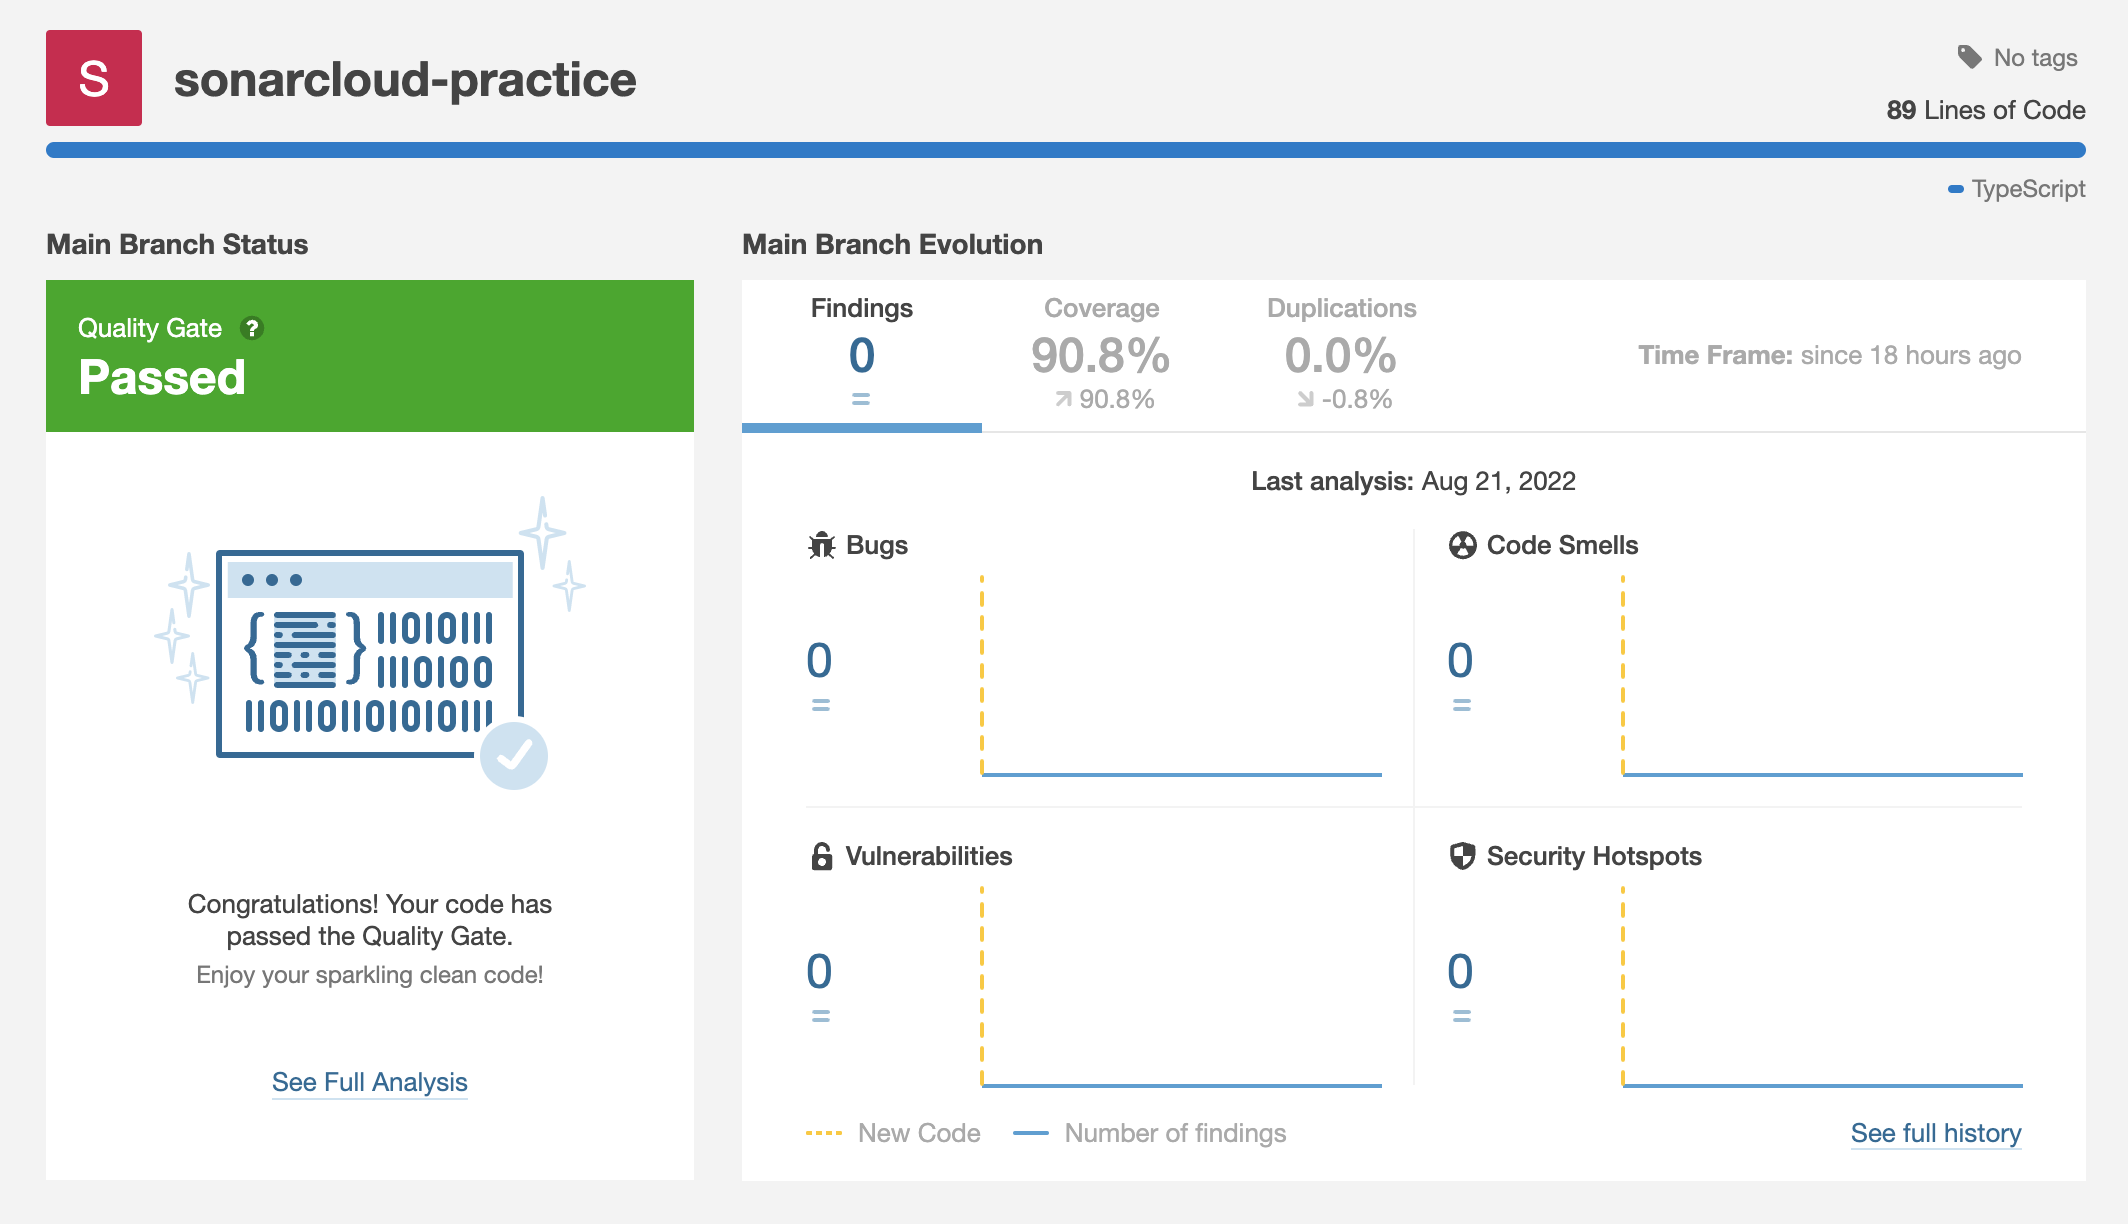 S
sonarcloud-practice
No tags
89 Lines of Code
TypeScript
Main Branch Status
Quality Gate ?
Passed
{ } 11010111
1110100
1101101101010111
Congratulations! Your code has
passed the Quality Gate.
Enjoy your sparkling clean code!
See Full Analysis
Main Branch Evolution
Findings
0
=
Coverage
90.8%
90.8%
Duplications
0.0%
-0.8%
Time Frame: since 18 hours ago
Last analysis: Aug 21, 2022
Bugs
0
=
Code Smells
0
=
Vulnerabilities
0
=
Security Hotspots
0
=
New Code
Number of findings
See full history